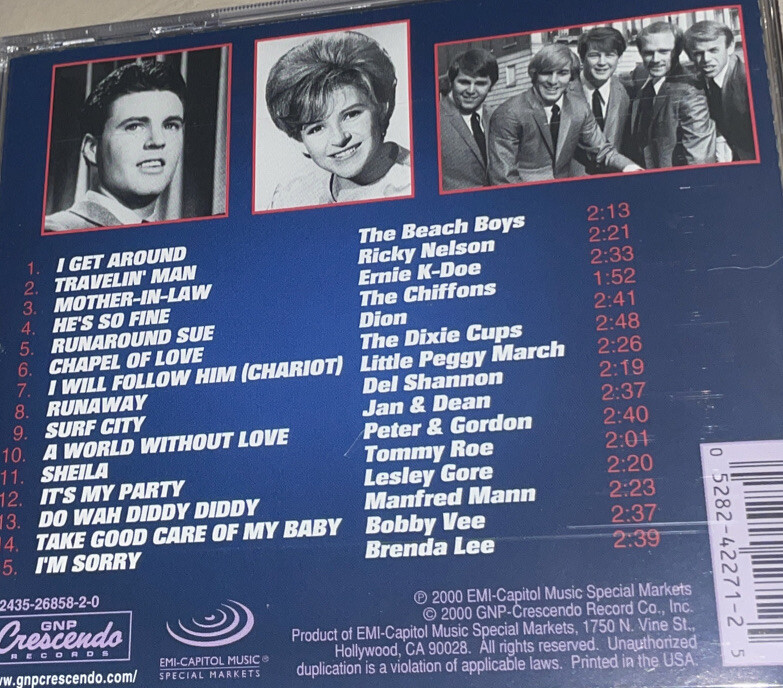 1. I GET AROUND The Beach Boys 2:13
2. TRAVELIN' MAN Ricky Nelson 2:21
3. MOTHER-IN-LAW Ernie K-Doe 2:33
4. HE'S SO FINE The Chiffons 1:52
5. RUNAROUND SUE Dion 2:41
6. CHAPEL OF LOVE The Dixie Cups 2:48
7. I WILL FOLLOW HIM (CHARIOT) Little Peggy March 2:26
8. RUNAWAY Del Shannon 2:19
9. SURF CITY Jan & Dean 2:37
10. A WORLD WITHOUT LOVE Peter & Gordon 2:40
11. SHEILA Tommy Roe 2:01
12. IT'S MY PARTY Lesley Gore 2:20
13. DO WAH DIDDY DIDDY Manfred Mann 2:23
4. TAKE GOOD CARE OF MY BABY Bobby Vee 2:37
5. I'M SORRY Brenda Lee 2:39
0 5282-42271-2 5
2435-26858-2-0
GNP
Crescendo
RECORDS
w.gnpcrescendo.com/
EMI-CAPITOL MUSIC®
SPECIAL MARKETS
℗ 2000 EMI-Capitol Music Special Markets
© 2000 GNP-Crescendo Record Co., Inc.
Product of EMI-Capitol Music Special Markets, 1750 N. Vine St.,
Hollywood, CA 90028. All rights reserved. Unauthorized
duplication is a violation of applicable laws. Printed in the USA.